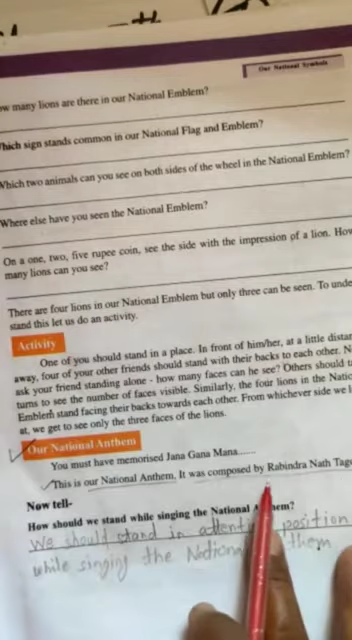 Our National Symbols
ow many lions are there in our National Emblem?
Which sign stands common in our National Flag and Emblem?
Which two animals can you see on both sides of the wheel in the National Emblem?
Where else have you seen the National Emblem?
On a one, two, five rupee coin, see the side with the impression of a lion. How
many lions can you see?
There are four lions in our National Emblem but only three can be seen. To unde
stand this let us do an activity.
Activity
One of you should stand in a place. In front of him/her, at a little distan
away, four of your other friends should stand with their backs to each other. N
ask your friend standing alone - how many faces can he see? Others should t
turns to see the number of faces visible. Similarly, the four lions in the Natio
Emblem stand facing their backs towards each other. From whichever side we l
at, we get to see only the three faces of the lions.
Our National Anthem
You must have memorised Jana Gana Mana......
This is our National Anthem. It was composed by Rabindra Nath Tago
Now tell-
How should we stand while singing the National A hem?
We should stand in attenti position
while singing the Nationa them